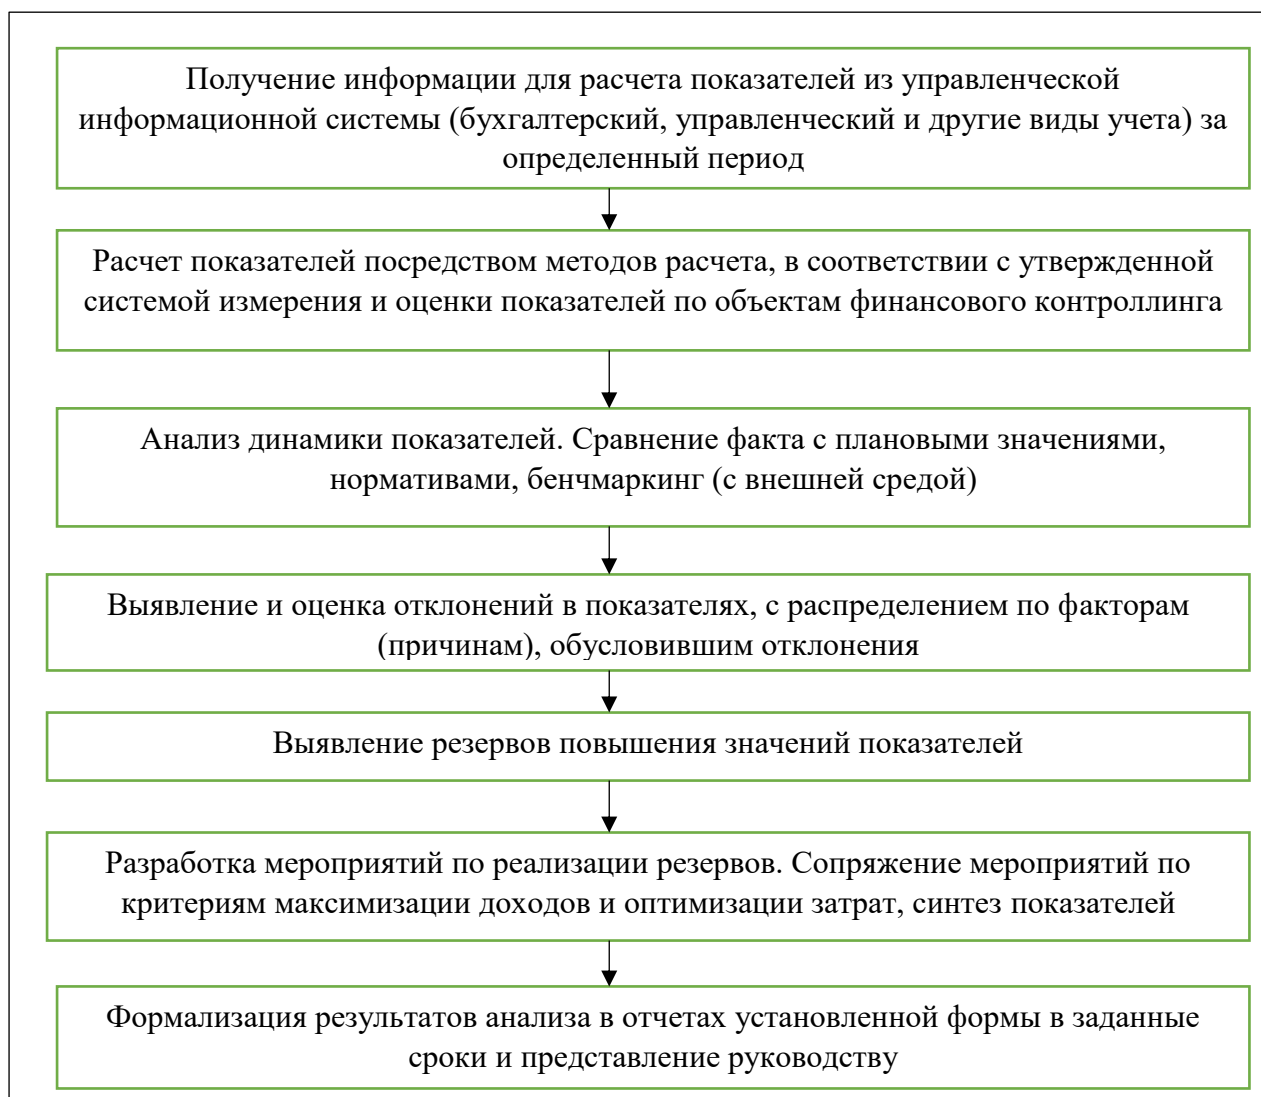 Получение информации для расчета показателей из управленческой
информационной системы (бухгалтерский, управленческий и другие виды учета) за
определенный период
Расчет показателей посредством методов расчета, в соответствии с утвержденной
системой измерения и оценки показателей по объектам финансового контроллинга
Анализ динамики показателей. Сравнение факта с плановыми значениями,
нормативами, бенчмаркинг (с внешней средой)
Выявление и оценка отклонений в показателях, с распределением по факторам
(причинам), обусловившим отклонения
Выявление резервов повышения значений показателей
Разработка мероприятий по реализации резервов. Сопряжение мероприятий по
критериям максимизации доходов и оптимизации затрат, синтез показателей
Формализация результатов анализа в отчетах установленной формы в заданные
сроки и представление руководству